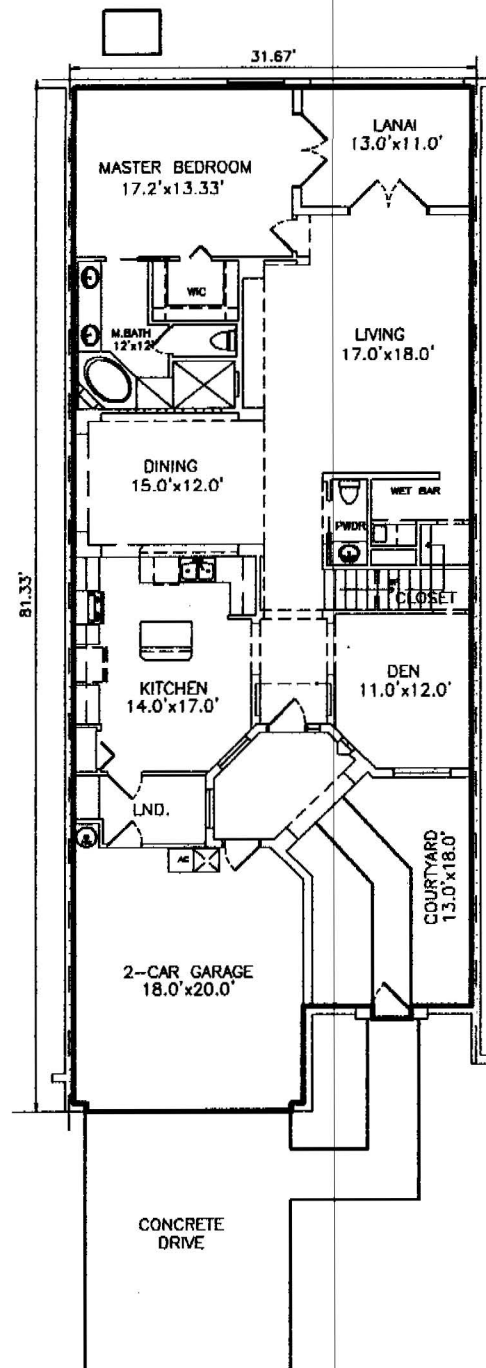 31.67'
LANAI
13.0'x11.0'
MASTER BEDROOM
17.2'x13.33'
WIC
M.BATH
12'x12'
LIVING
17.0'x18.0'
DINING
15.0'x12.0'
PWDR
WET BAR
81.33'
CLOSET
KITCHEN
14.0'x17.0'
DEN
11.0'x12.0'
LND.
AC
COURTYARD
13.0'x18.0'
2-CAR GARAGE
18.0'x20.0'
CONCRETE
DRIVE